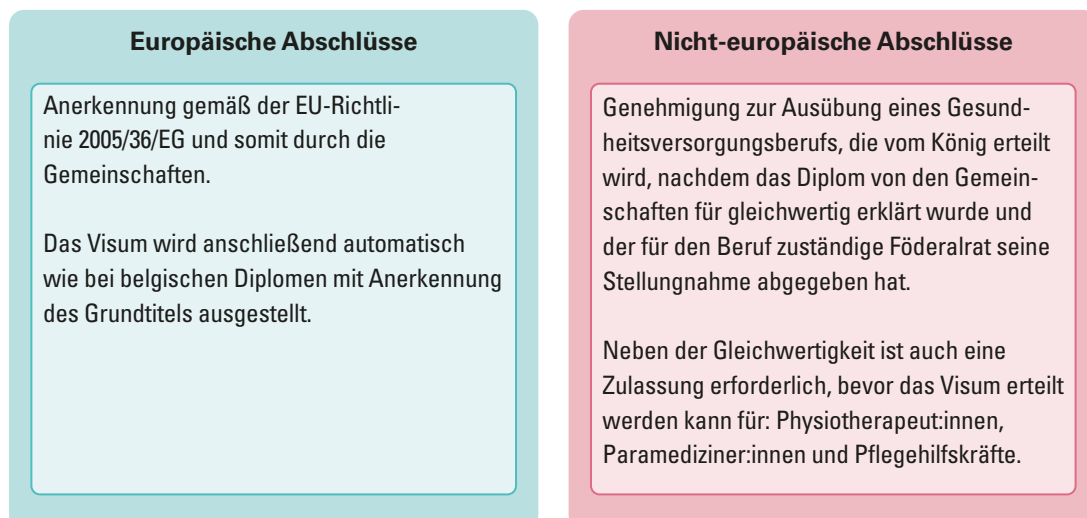 Europäische Abschlüsse
Anerkennung gemäß der EU-Richtli-
nie 2005/36/EG und somit durch die
Gemeinschaften.
Das Visum wird anschließend automatisch
wie bei belgischen Diplomen mit Anerkennung
des Grundtitels ausgestellt.
Nicht-europäische Abschlüsse
Genehmigung zur Ausübung eines Gesund-
heitsversorgungsberufs, die vom König erteilt
wird, nachdem das Diplom von den Gemein-
schaften für gleichwertig erklärt wurde und
der für den Beruf zuständige Föderalrat seine
Stellungnahme abgegeben hat.
Neben der Gleichwertigkeit ist auch eine
Zulassung erforderlich, bevor das Visum erteilt
werden kann für: Physiotherapeut:innen,
Paramediziner:innen und Pflegehilfskräfte.